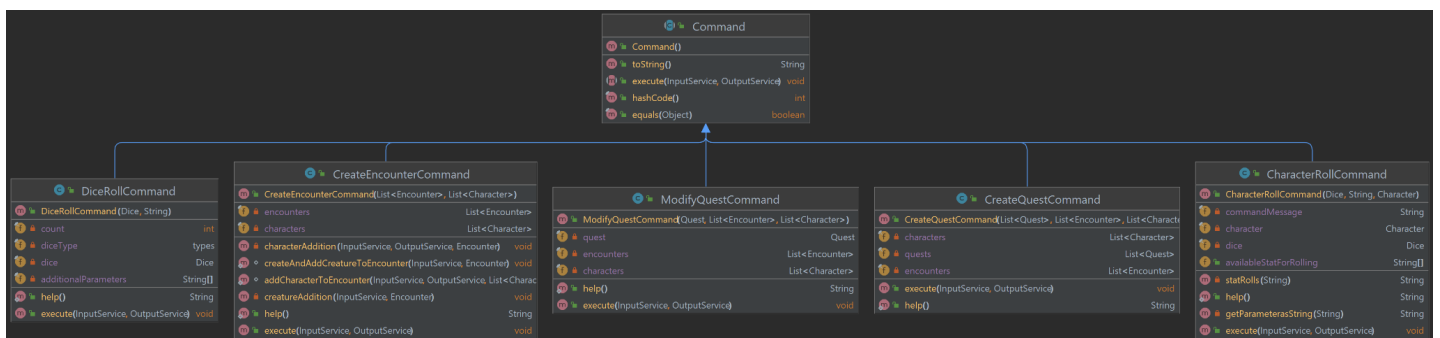 Command
Command()
toString() String
execute(InputService, OutputService) void
hashCode() int
equals(Object) boolean
DiceRollCommand
DiceRollCommand(Dice, String)
count int
diceType types
dice Dice
additionalParameters String[]
help() String
execute(InputService, OutputService) void
CreateEncounterCommand
CreateEncounterCommand(List<Encounter>, List<Character>)
encounters List<Encounter>
characters List<Character>
characterAddition(InputService, OutputService, Encounter) void
createAndAddCreatureToEncounter(InputService, Encounter) void
addCharacterToEncounter(InputService, OutputService, List<Charac
creatureAddition(InputService, Encounter) void
help() String
execute(InputService, OutputService) void
ModifyQuestCommand
ModifyQuestCommand(Quest, List<Encounter>, List<Character>)
quest Quest
encounters List<Encounter>
characters List<Character>
help() String
execute(InputService, OutputService) void
CreateQuestCommand
CreateQuestCommand(List<Quest>, List<Encounter>, List<Characte
characters List<Character>
quests List<Quest>
encounters List<Encounter>
execute(InputService, OutputService) void
help() String
CharacterRollCommand
CharacterRollCommand(Dice, String, Character)
commandMessage String
character Character
dice Dice
availableStatForRolling String[]
statRolls(String) String
help() String
getParameterasString(String) String
execute(InputService, OutputService) void